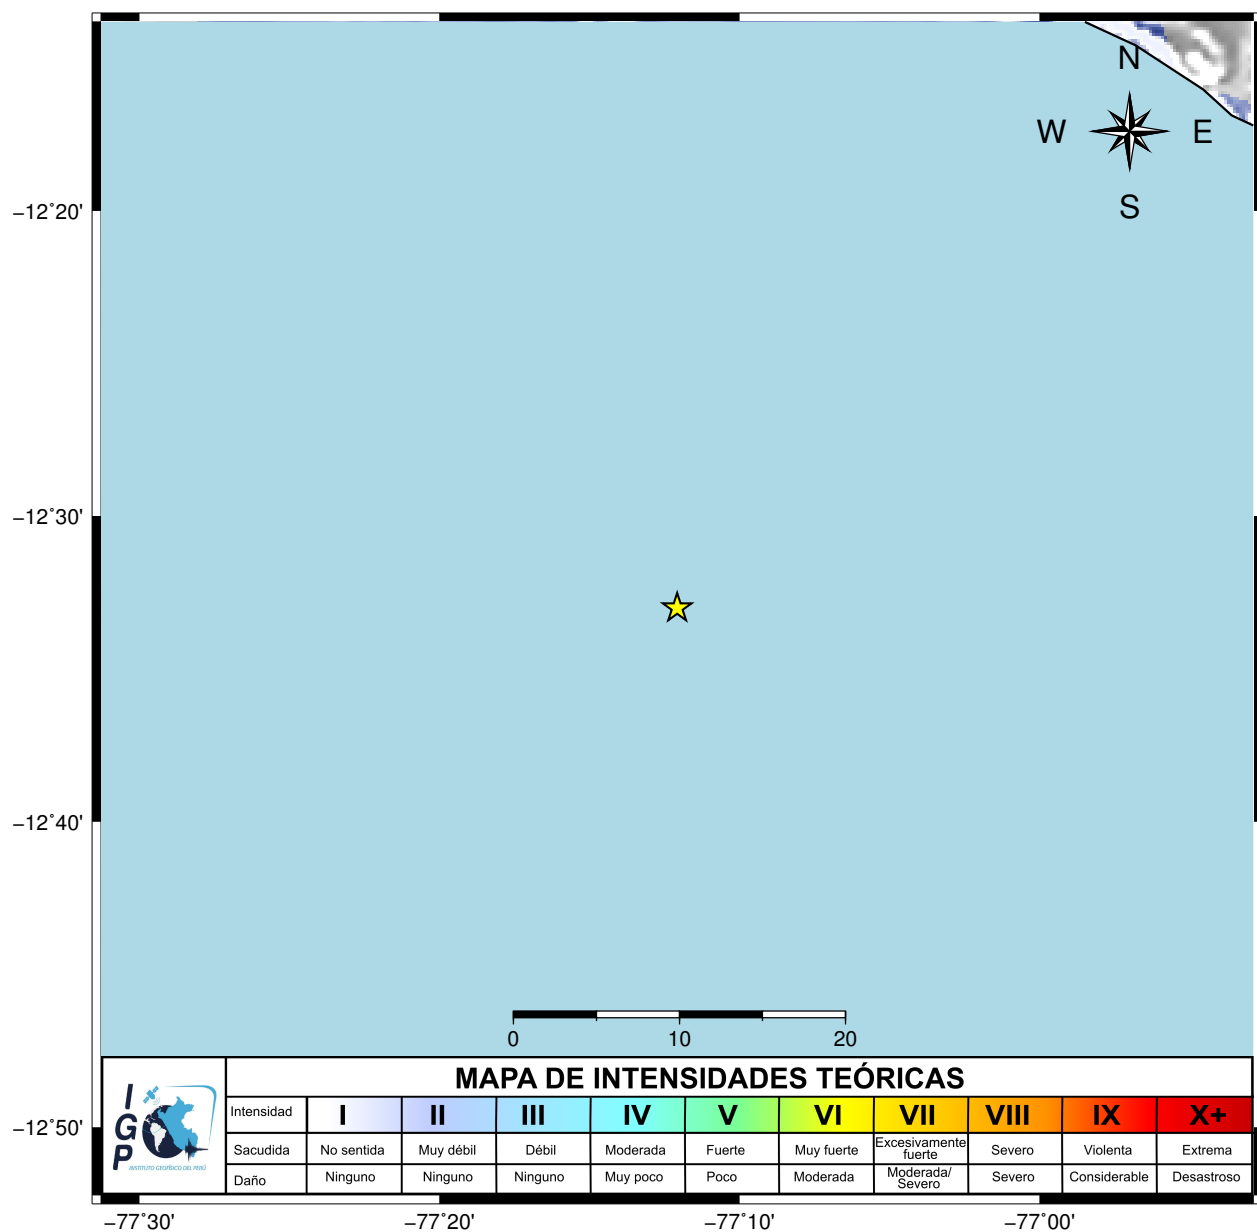 N
W E
S
−12°20'
−12°30'
−12°40'
−12°50'
0 10 20
IGP
INSTITUTO GEOFÍSICO DEL PERÚ
MAPA DE INTENSIDADES TEÓRICAS
Intensidad I II III IV V VI VII VIII IX X+
Sacudida No sentida Muy débil Débil Moderada Fuerte Muy fuerte Excesivamente fuerte Severo Violenta Extrema
Daño Ninguno Ninguno Ninguno Muy poco Poco Moderada Moderada/Severo Severo Considerable Desastroso
−77°30' −77°20' −77°10' −77°00'